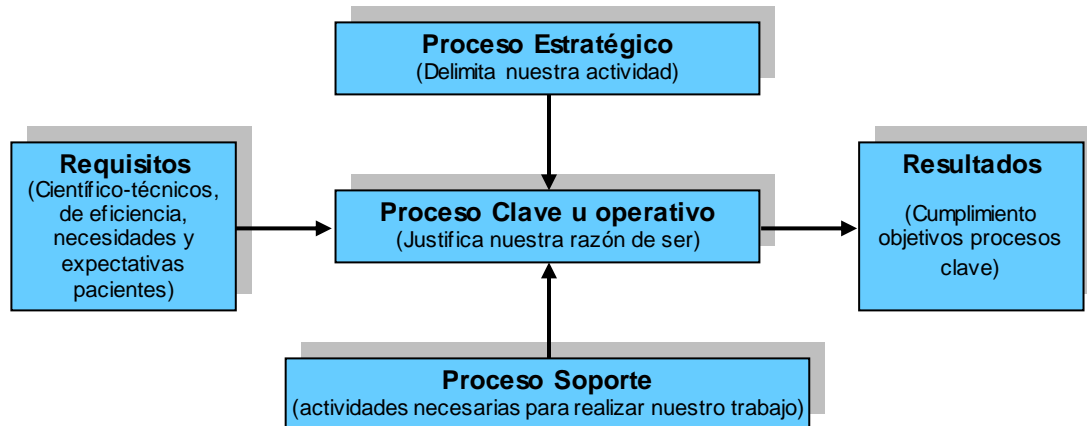 Proceso Estratégico
(Delimita nuestra actividad)
Requisitos
(Científico-técnicos,
de eficiencia,
necesidades y
expectativas
pacientes)
Proceso Clave u operativo
(Justifica nuestra razón de ser)
Resultados
(Cumplimiento
objetivos procesos
clave)
Proceso Soporte
(actividades necesarias para realizar nuestro trabajo)